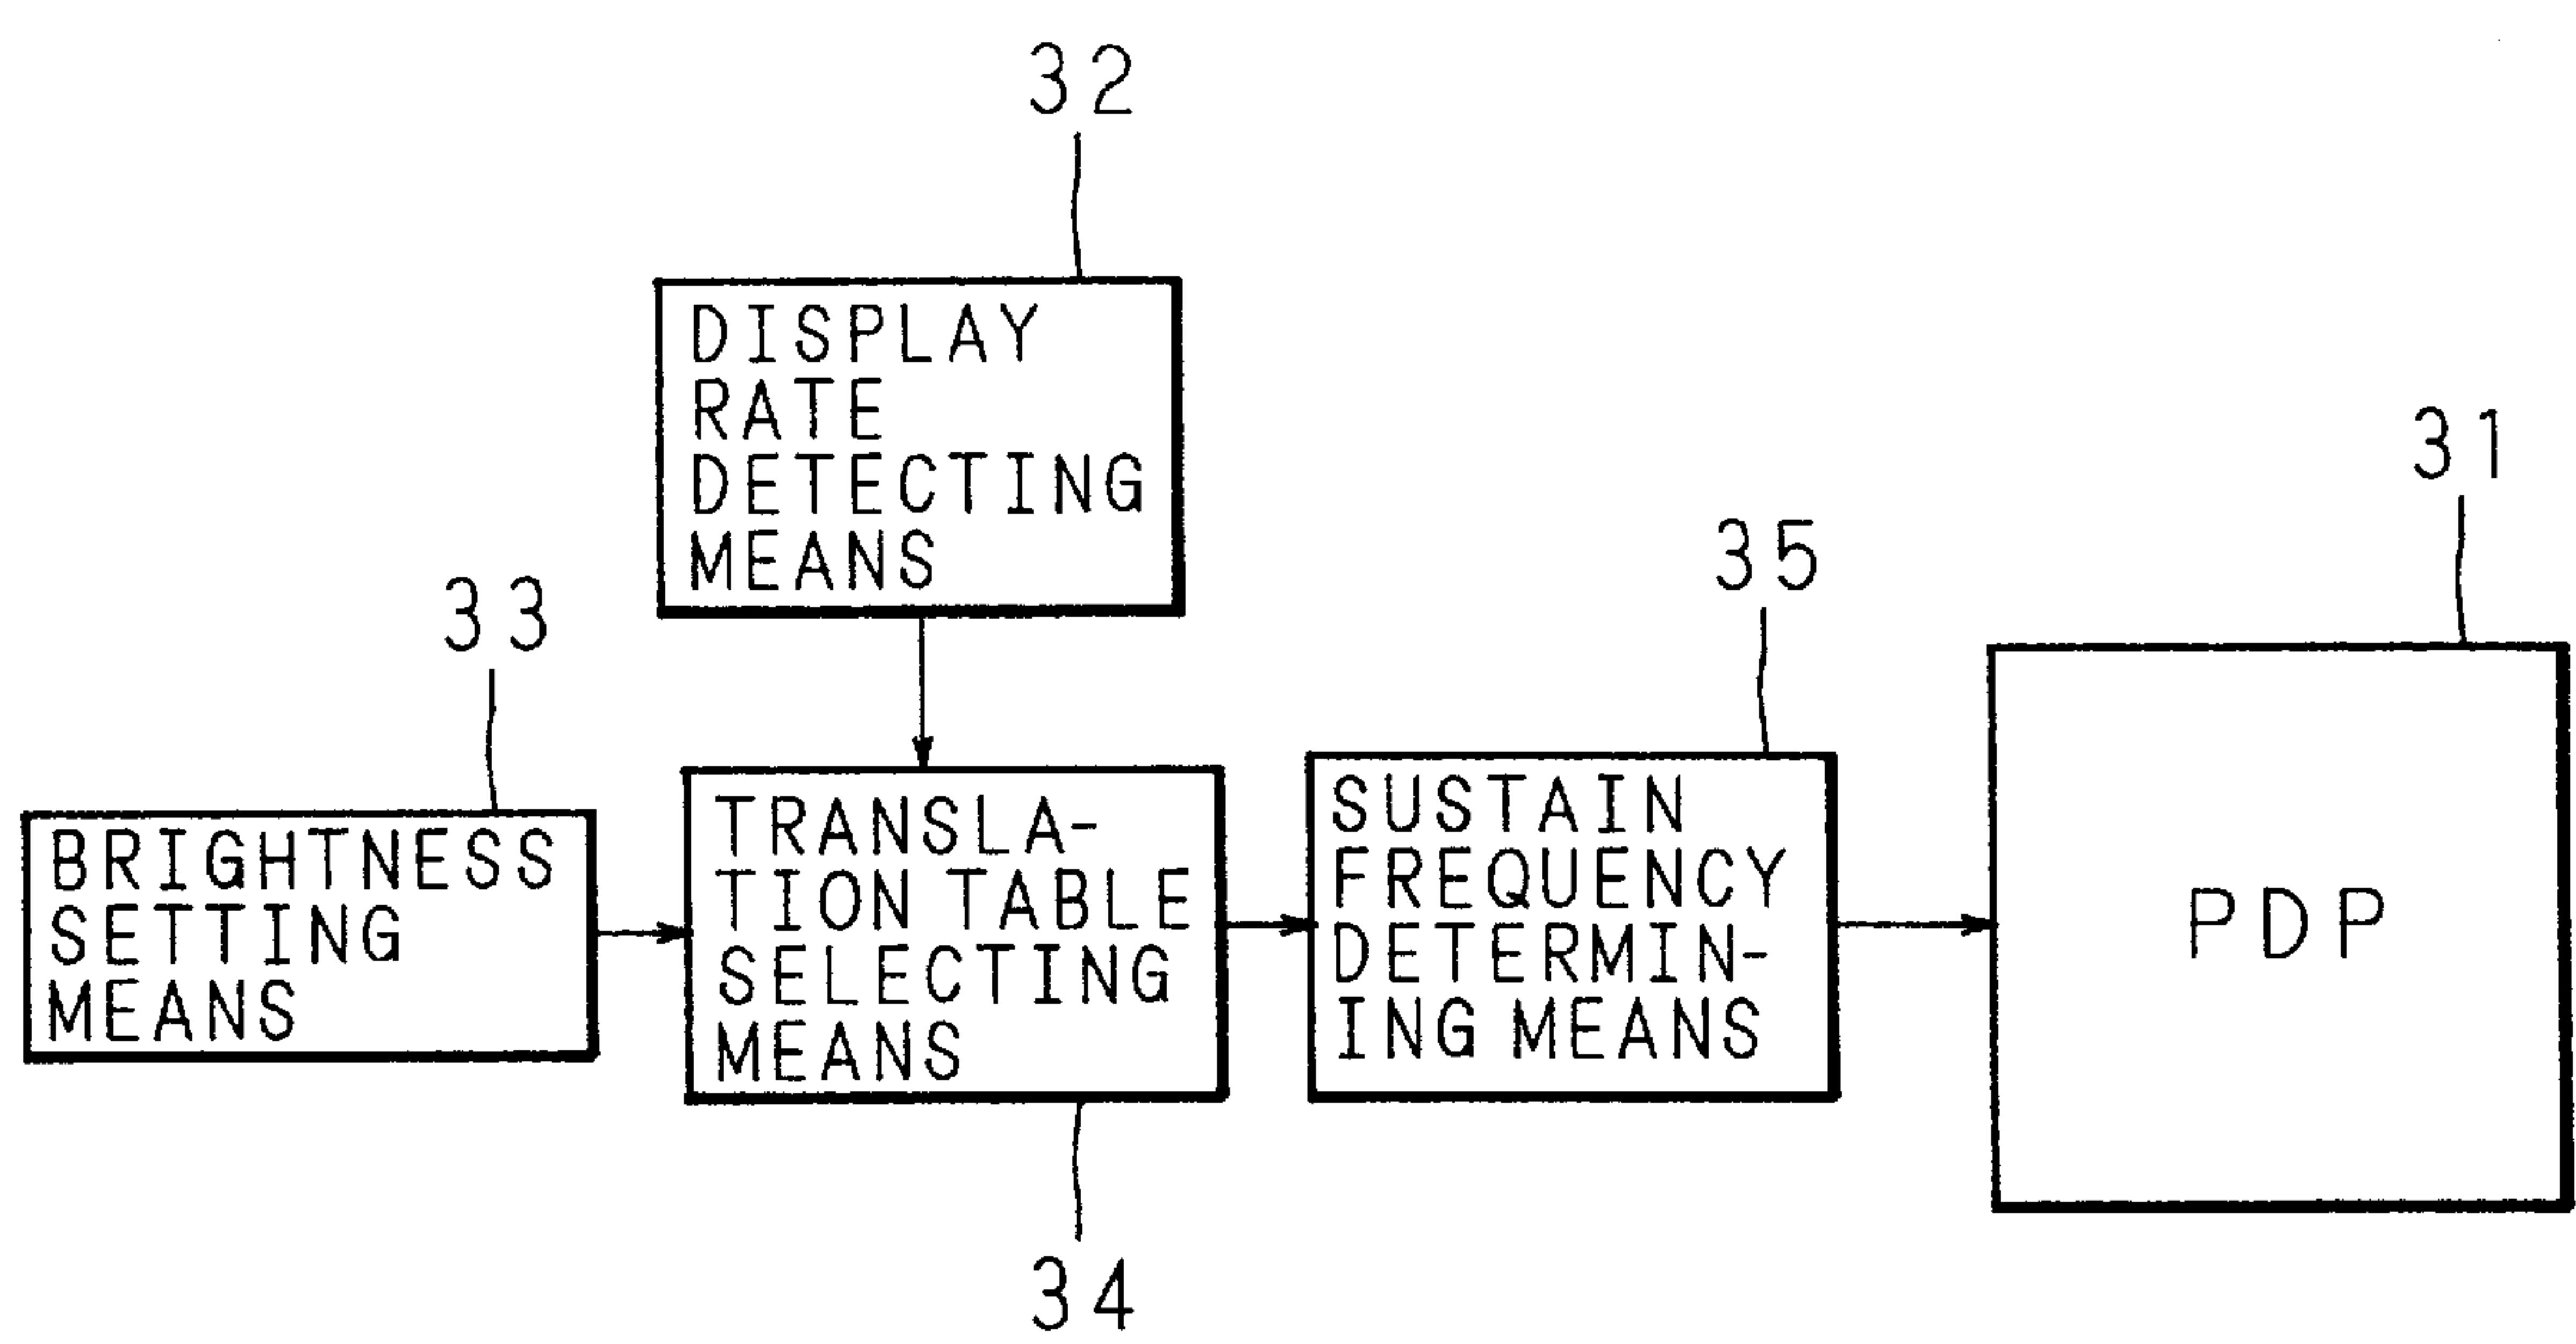 32
DISPLAY
RATE
DETECTING
MEANS
31
35
33
BRIGHTNESS
SETTING
MEANS
TRANSLA-
TION TABLE
SELECTING
MEANS
SUSTAIN
FREQUENCY
DETERMIN-
ING MEANS
PDP
34